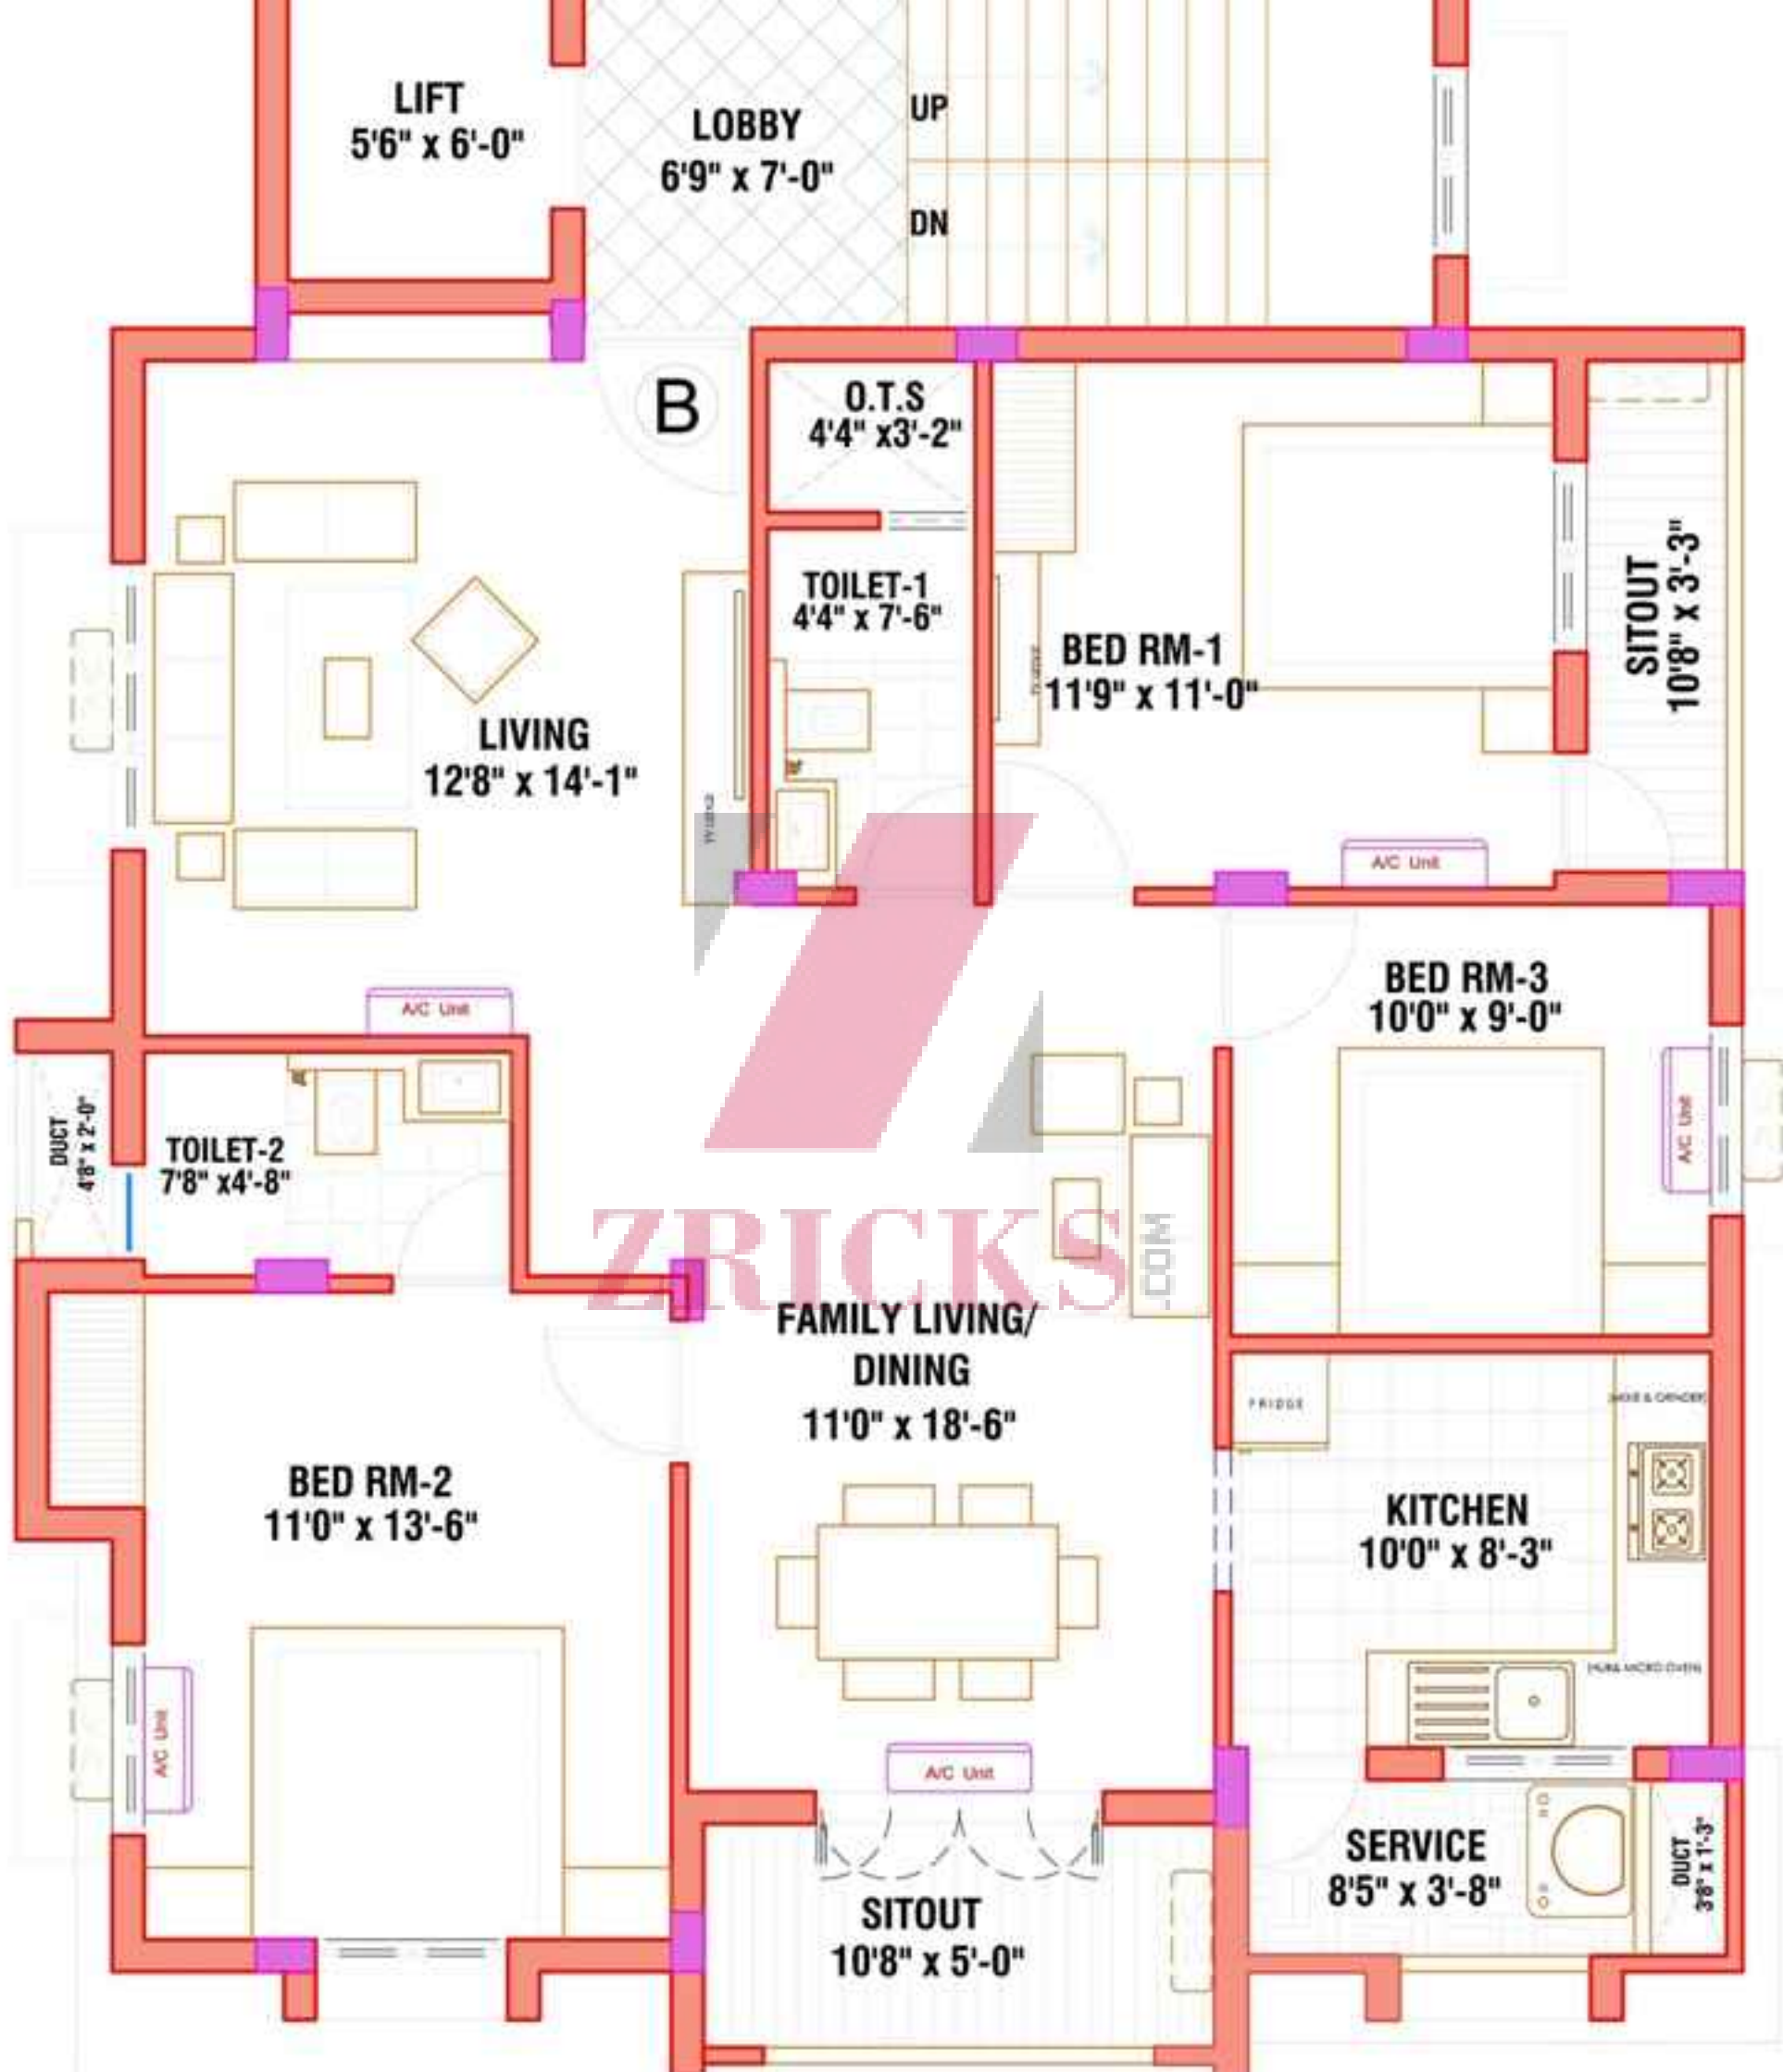 LIFT
5'6" x 6'-0"
LOBBY
6'9" x 7'-0"
UP
DN
B
O.T.S
4'4" x3'-2"
TOILET-1
4'4" x 7'-6"
BED RM-1
11'9" x 11'-0"
SITOUT
10'8" x 3'-3"
LIVING
12'8" x 14'-1"
A/C Unit
A/C Unit
BED RM-3
10'0" x 9'-0"
A/C Unit
DUCT
4'8" x 2'-0"
TOILET-2
7'8" x4'-8"
ZRICKS
.COM
FAMILY LIVING/
DINING
11'0" x 18'-6"
FRIDGE
BED RM-2
11'0" x 13'-6"
KITCHEN
10'0" x 8'-3"
A/C Unit
A/C Unit
SERVICE
8'5" x 3'-8"
DUCT
3'8" x 1'-3"
SITOUT
10'8" x 5'-0"